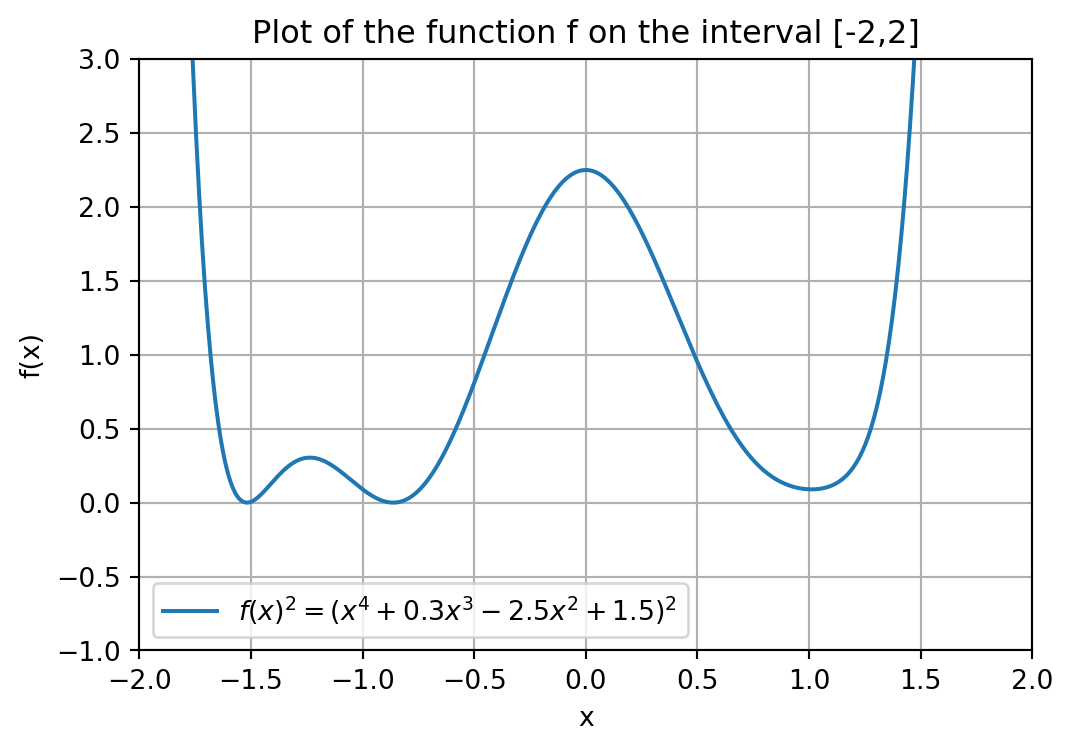 Plot of the function f on the interval [-2,2]
3.0
2.5
2.0
1.5
1.0
0.5
0.0
−0.5
−1.0
f(x)
f(x)² = (x⁴ + 0.3x³ − 2.5x² + 1.5)²
−2.0 −1.5 −1.0 −0.5 0.0 0.5 1.0 1.5 2.0
x